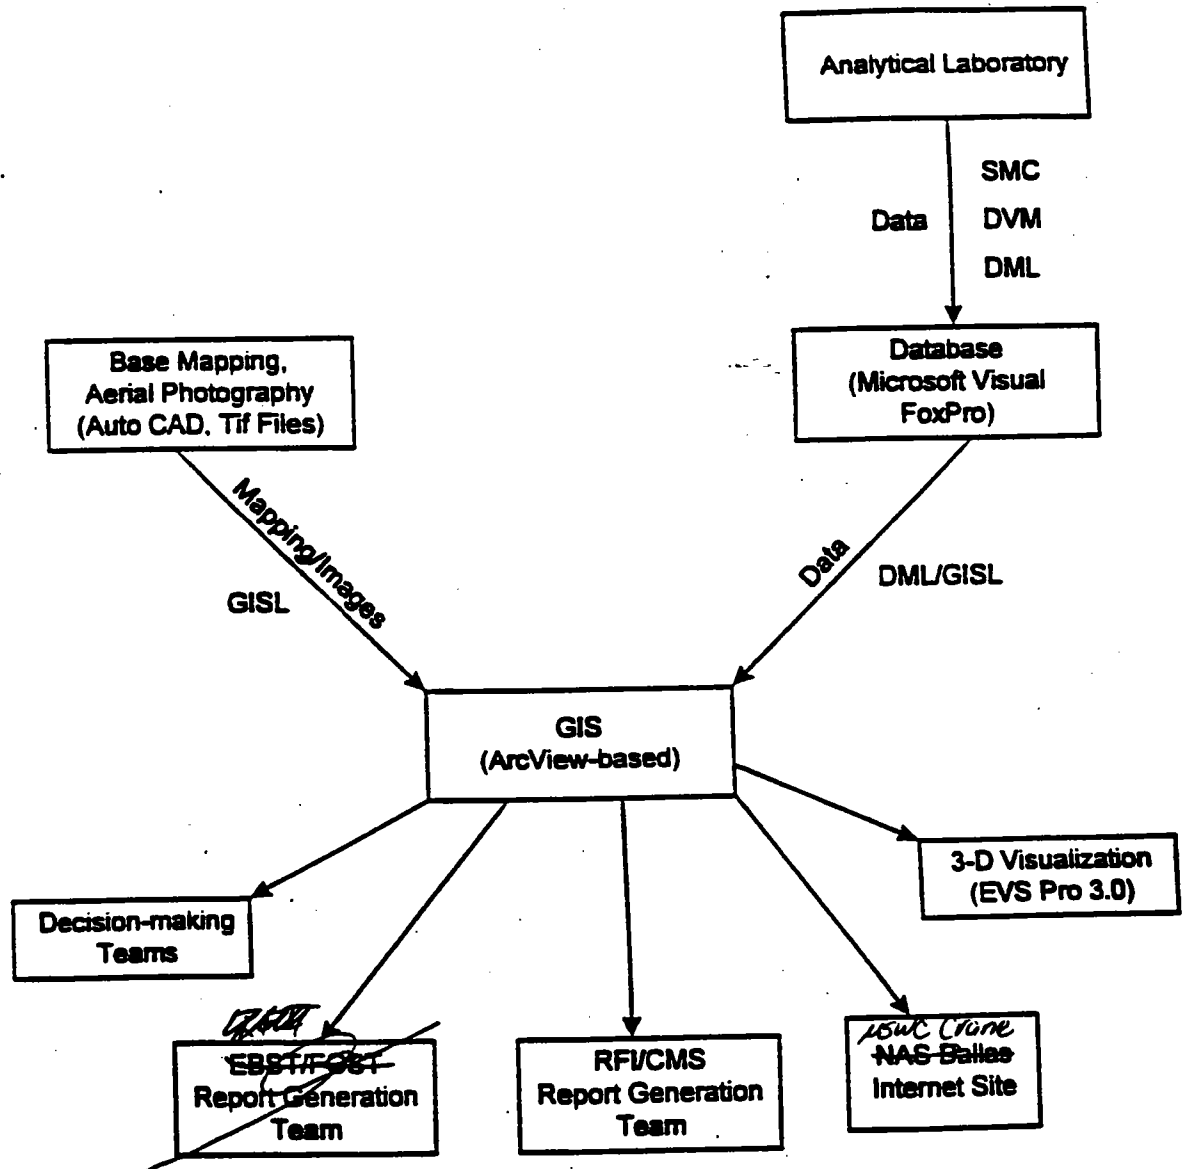 Analytical Laboratory
SMC
Data
DVM
DML
Base Mapping,
Aerial Photography
(Auto CAD, Tif Files)
Database
(Microsoft Visual
FoxPro)
Mapping/Images
GISL
Data
DML/GISL
GIS
(ArcView-based)
3-D Visualization
(EVS Pro 3.0)
Decision-making
Teams
EBST/FOST
Report Generation
Team
RFI/CMS
Report Generation
Team
NSWC Crane
NAS Dallas
Internet Site